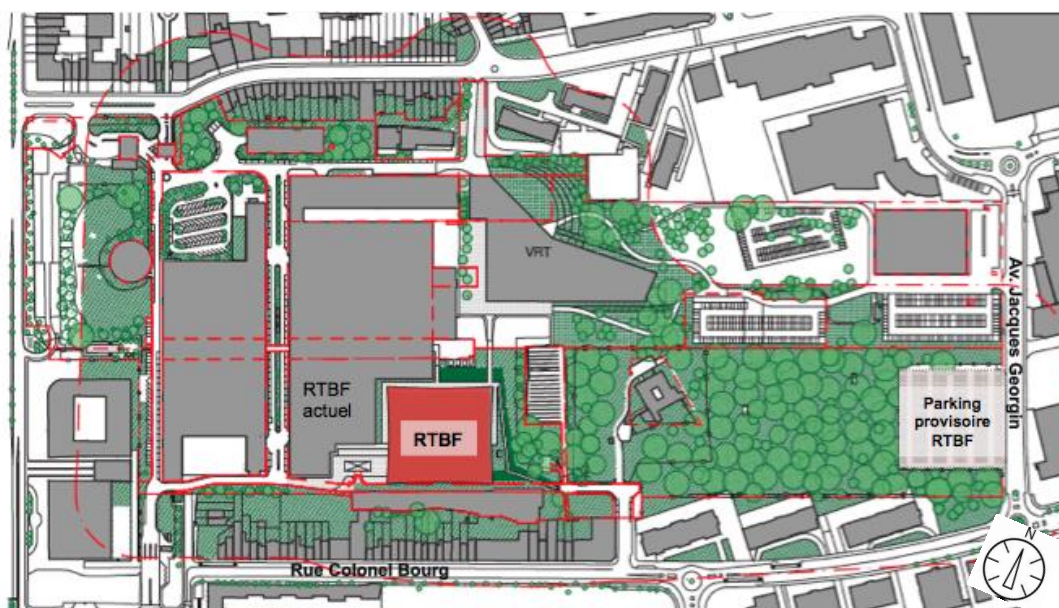 VRT
Av. Jacques Georgin
RTBF
actuel
RTBF
Parking
provisoire
RTBF
Rue Colonel Bourg
N